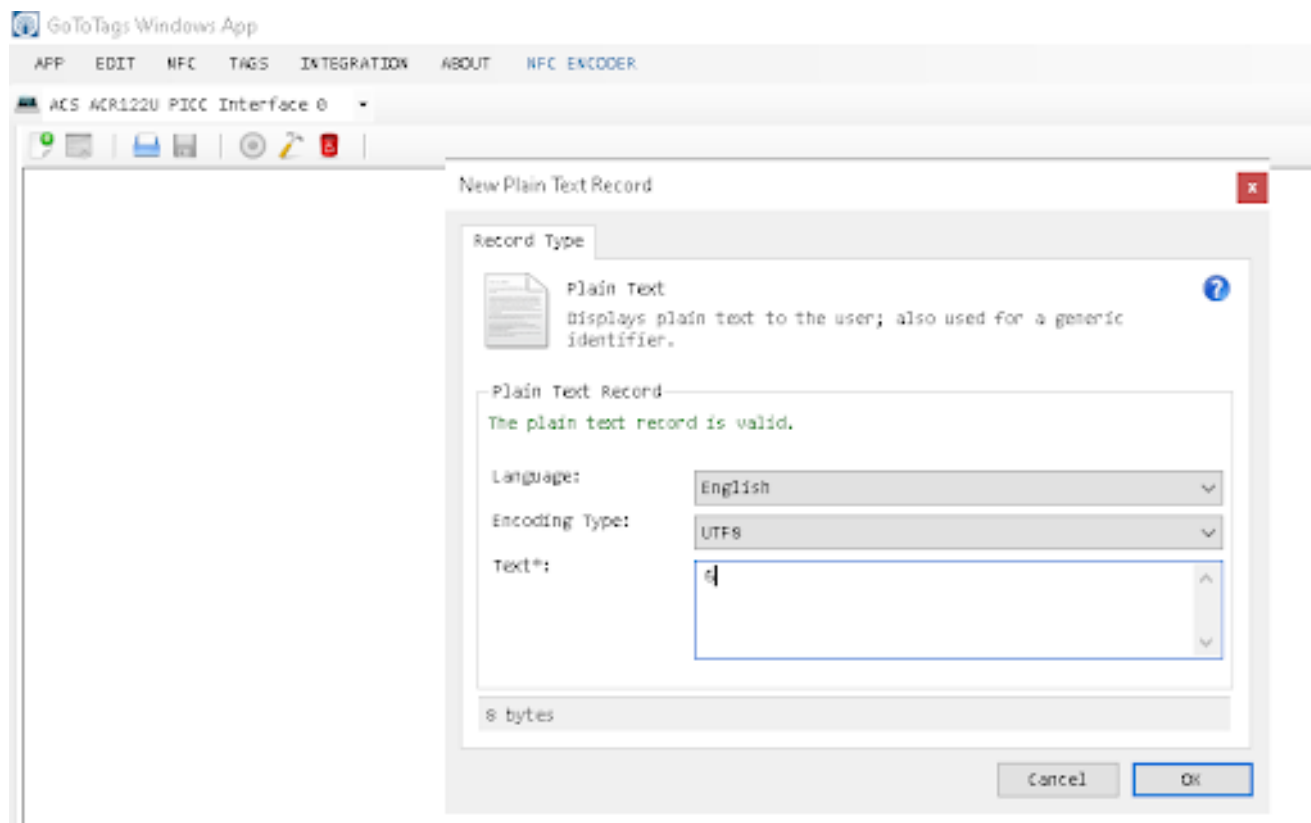 GoToTags Windows App
APP EDIT NFC TAGS INTEGRATION ABOUT NFC ENCODER
ACS ACR122U PICC Interface 0
New Plain Text Record
Record Type
Plain Text
Displays plain text to the user; also used for a generic
identifier.
Plain Text Record
The plain text record is valid.
Language:
English
Encoding Type:
UTF8
Text*:
8 bytes
Cancel
OK